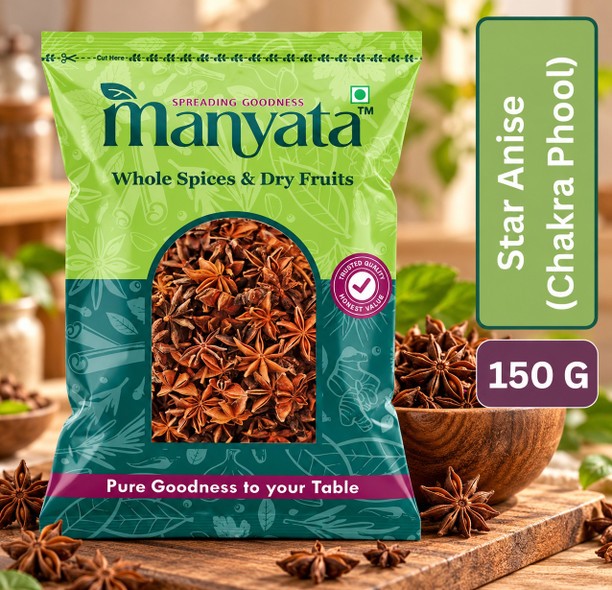 Cut Here
SPREADING GOODNESS
manyata™
Whole Spices & Dry Fruits
TRUSTED QUALITY
HONEST VALUE
Pure Goodness to your Table
Star Anise
(Chakra Phool)
150 G